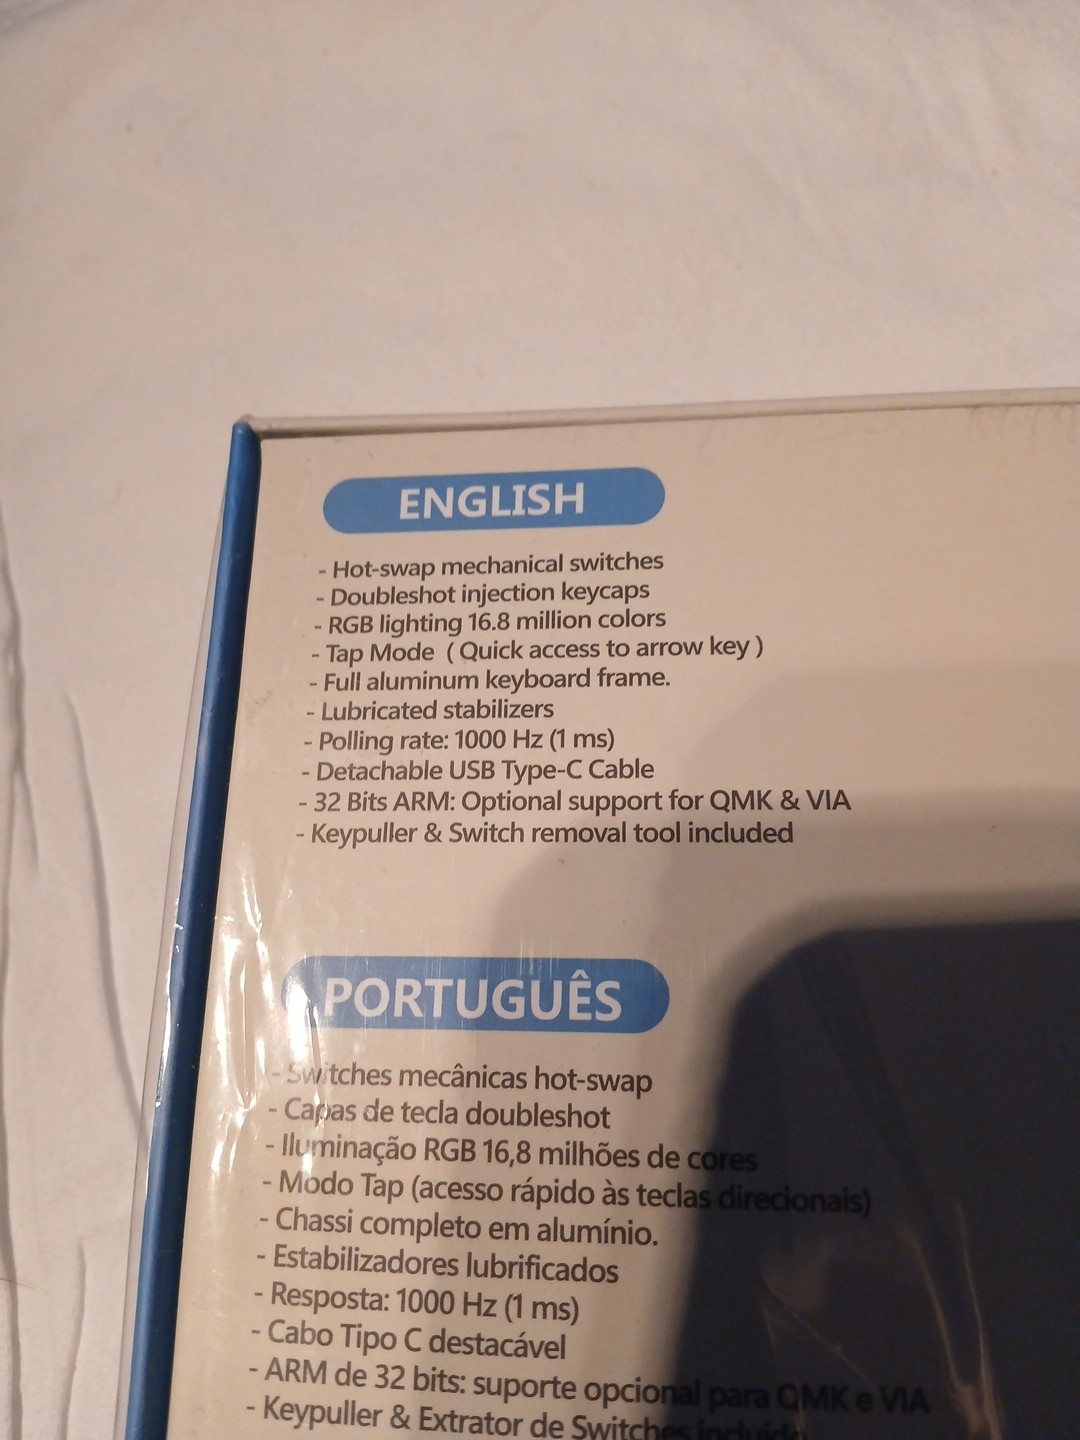 ENGLISH
- Hot-swap mechanical switches
- Doubleshot injection keycaps
- RGB lighting 16.8 million colors
- Tap Mode ( Quick access to arrow key )
- Full aluminum keyboard frame.
- Lubricated stabilizers
- Polling rate: 1000 Hz (1 ms)
- Detachable USB Type-C Cable
- 32 Bits ARM: Optional support for QMK & VIA
- Keypuller & Switch removal tool included
PORTUGUÊS
- Switches mecânicas hot-swap
- Capas de tecla doubleshot
- Iluminação RGB 16,8 milhões de cores
- Modo Tap (acesso rápido às teclas direcionais)
- Chassi completo em alumínio.
- Estabilizadores lubrificados
- Resposta: 1000 Hz (1 ms)
- Cabo Tipo C destacável
- ARM de 32 bits: suporte opcional para QMK e VIA
- Keypuller & Extrator de Switches incluído